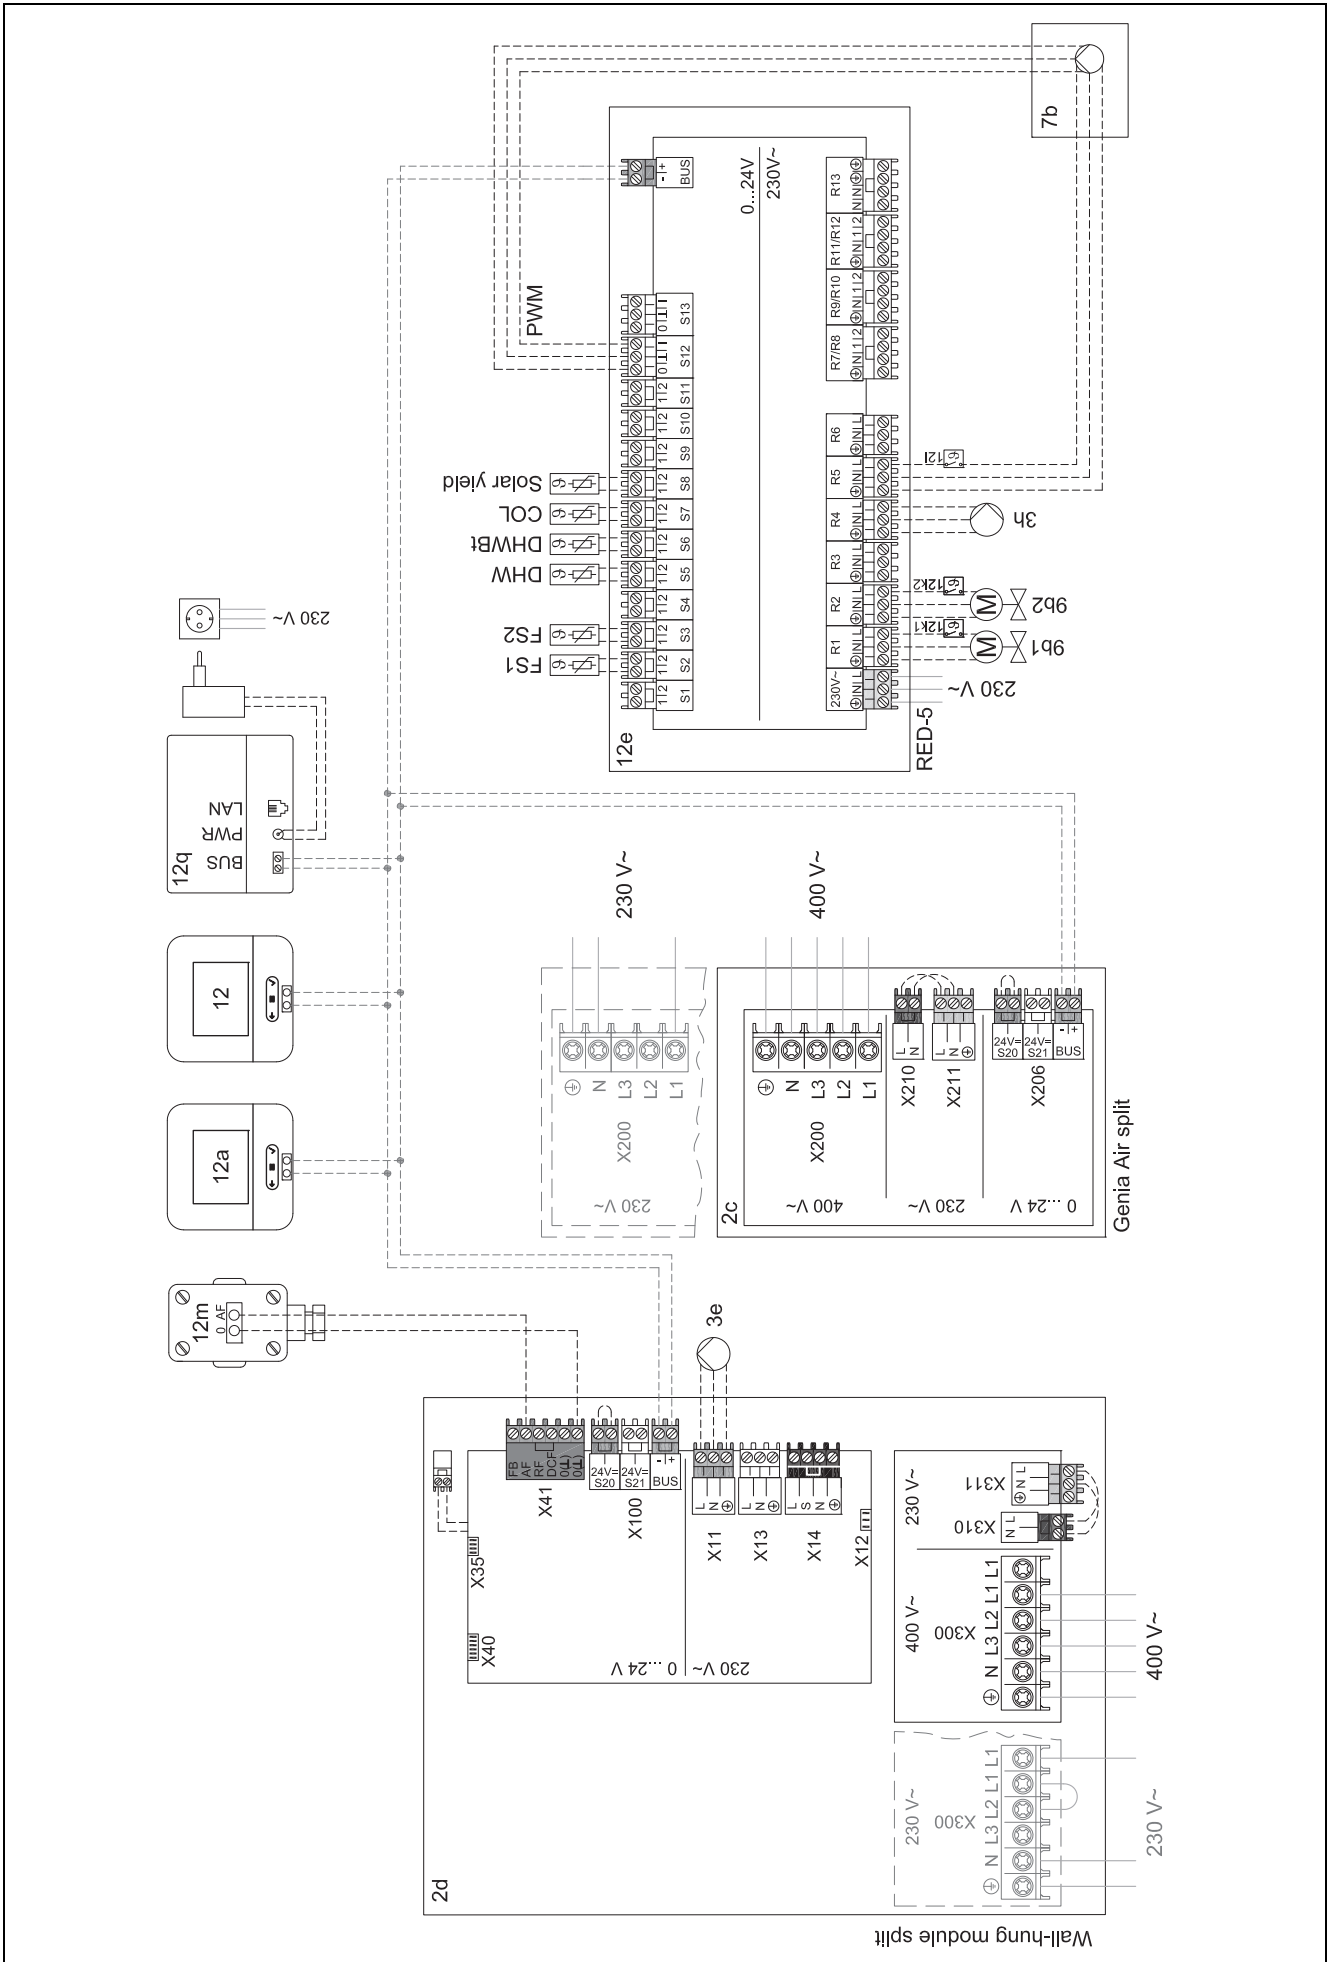 7b
BUS
- +
0...24V
230V~
PWM
S13
S12
S11
S10
S9
S8
S7
S6
S5
S4
S3
S2
S1
0
1 2
Solar yield
COL
DHWBt
DHW
FS2
FS1
R13
R11/R12
R9/R10
R7/R8
R6
R5
R4
R3
R2
R1
230V~
N L
12l
3h
12k2
M
9b2
12k1
M
9b1
230 V~
12e
RED-5
230 V~
12q
LAN
PWR
BUS
12
12a
12m
0 AF
230 V~
N
L3
L2
L1
X200
230 V~
400 V~
N
L3
L2
L1
X200
400 V~
2c
L
N
X210
L
N
X211
230 V~
24V=
S20
24V=
S21
- +
BUS
X206
0...24 V
Genia Air split
3e
FB
AF
RF
DCF
0(⊥)
0(⊥)
X41
24V=
S20
24V=
S21
- +
BUS
X100
L
N
X11
L
N
X13
L
S
N
X14
X12
X35
X40
0...24 V
230 V~
230 V~
N L
X311
N L
X310
400 V~
X300
N L3 L2 L1 L1
400 V~
230 V~
X300
N L3 L2 L1 L1
230 V~
2d
Wall-hung module split